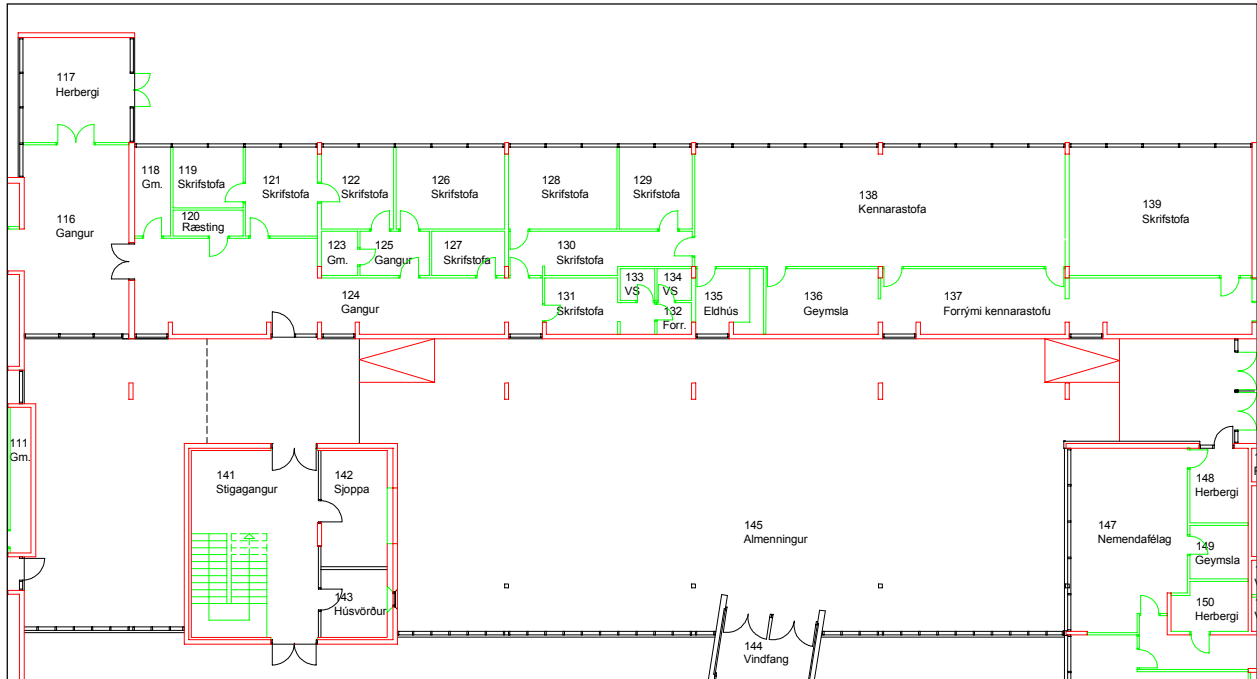 117
Herbergi
118
Gm.
119
Skrifstofa
120
Ræsting
121
Skrifstofa
122
Skrifstofa
126
Skrifstofa
128
Skrifstofa
129
Skrifstofa
138
Kennarastofa
139
Skrifstofa
116
Gangur
123
Gm.
125
Gangur
127
Skrifstofa
130
Skrifstofa
124
Gangur
131
Skrifstofa
133
VS
134
VS
132
Forr.
135
Eldhús
136
Geymsla
137
Forrými kennarastofu
111
Gm.
141
Stigagangur
142
Sjoppa
143
Húsvörður
145
Almenningur
144
Vindfang
147
Nemendafélag
148
Herbergi
149
Geymsla
150
Herbergi